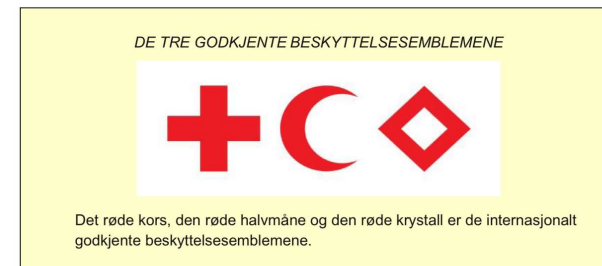 DE TRE GODKJENTE BESKYTTELSESEMBLEMENE
Det røde kors, den røde halvmåne og den røde krystall er de internasjonalt
godkjente beskyttelsesemblemene.